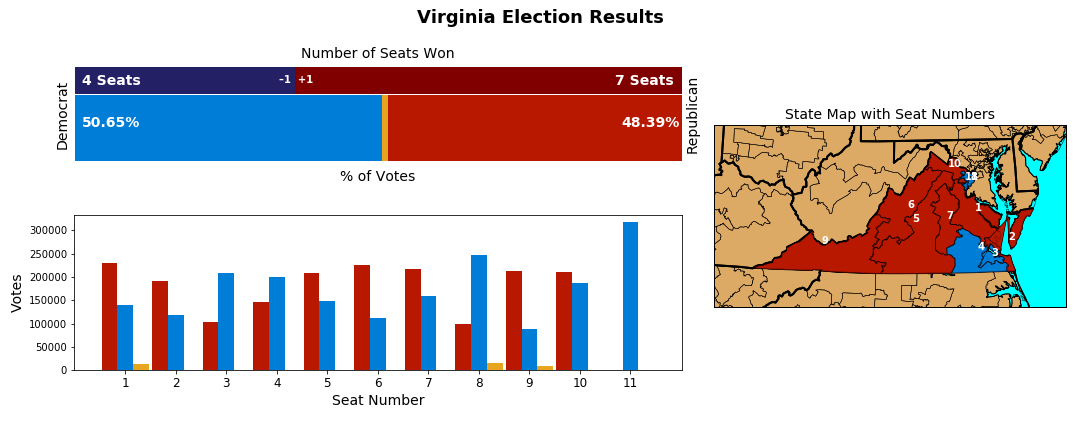 Virginia Election Results
Number of Seats Won
Democrat
4 Seats
–1
+1
7 Seats
Republican
50.65%
48.39%
% of Votes
Votes
300000
250000
200000
150000
100000
50000
0
1 2 3 4 5 6 7 8 9 10 11
Seat Number
State Map with Seat Numbers
10
6
1
5
7
2
9
4
3